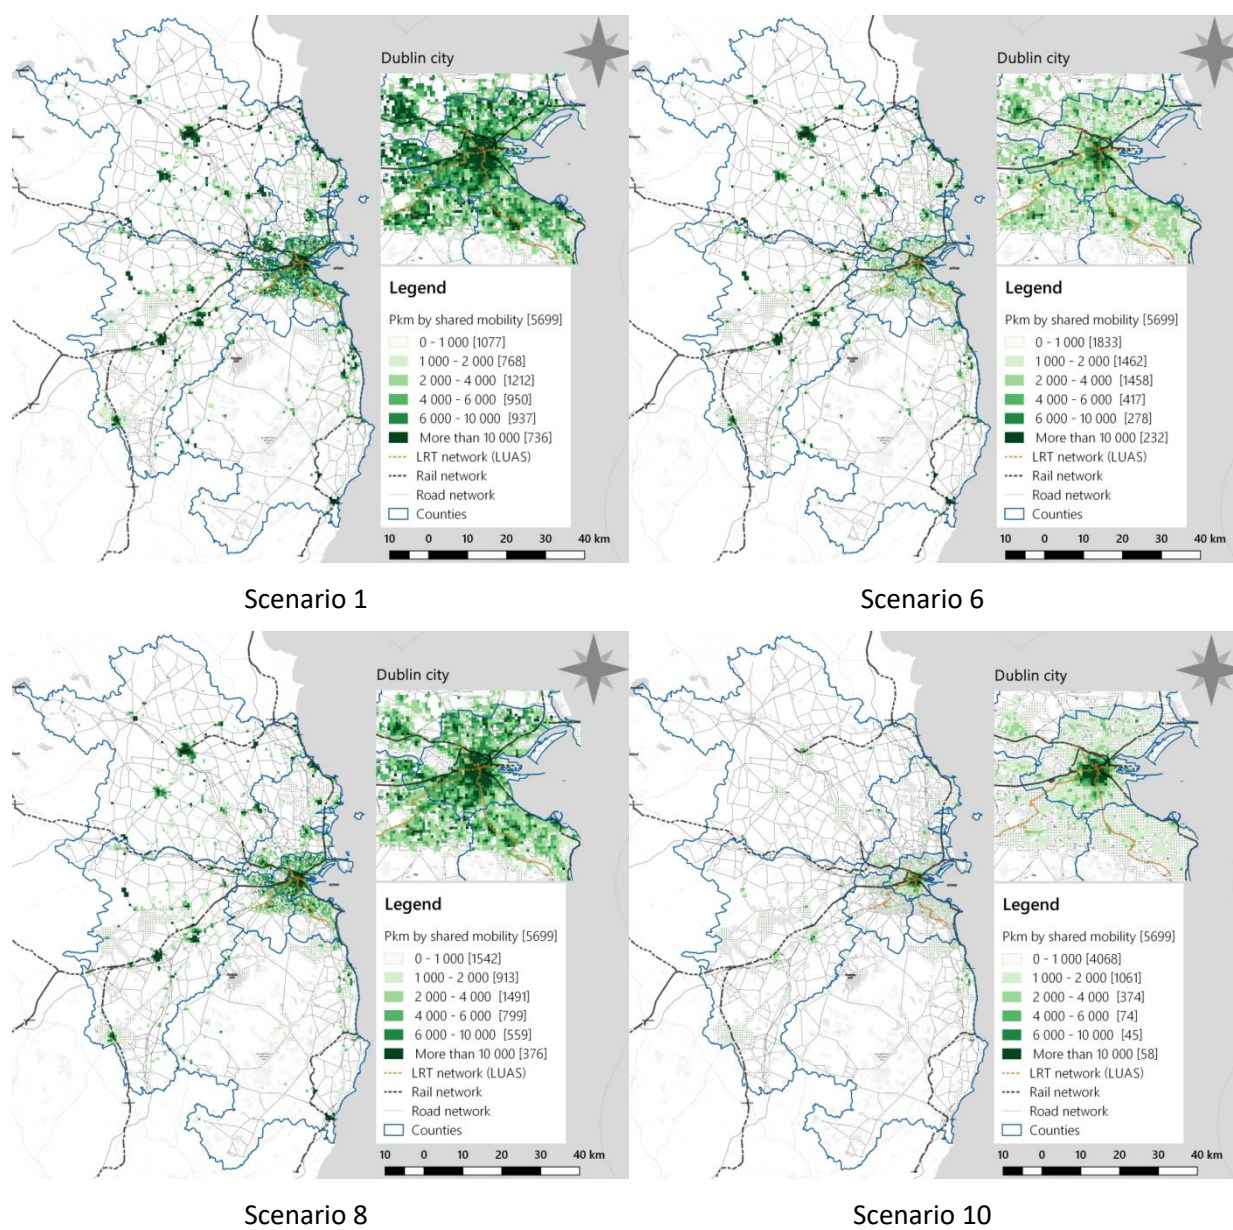 Dublin city
Legend
Pkm by shared mobility [5699]
0 - 1 000 [1077]
1 000 - 2 000 [768]
2 000 - 4 000 [1212]
4 000 - 6 000 [950]
6 000 - 10 000 [937]
More than 10 000 [736]
LRT network (LUAS)
Rail network
Road network
Counties
10 0 10 20 30 40 km
Scenario 1
Dublin city
Legend
Pkm by shared mobility [5699]
0 - 1 000 [1833]
1 000 - 2 000 [1462]
2 000 - 4 000 [1458]
4 000 - 6 000 [417]
6 000 - 10 000 [278]
More than 10 000 [232]
LRT network (LUAS)
Rail network
Road network
Counties
10 0 10 20 30 40 km
Scenario 6
Dublin city
Legend
Pkm by shared mobility [5699]
0 - 1 000 [1542]
1 000 - 2 000 [913]
2 000 - 4 000 [1491]
4 000 - 6 000 [799]
6 000 - 10 000 [559]
More than 10 000 [376]
LRT network (LUAS)
Rail network
Road network
Counties
10 0 10 20 30 40 km
Scenario 8
Dublin city
Legend
Pkm by shared mobility [5699]
0 - 1 000 [4068]
1 000 - 2 000 [1061]
2 000 - 4 000 [374]
4 000 - 6 000 [74]
6 000 - 10 000 [45]
More than 10 000 [58]
LRT network (LUAS)
Rail network
Road network
Counties
10 0 10 20 30 40 km
Scenario 10